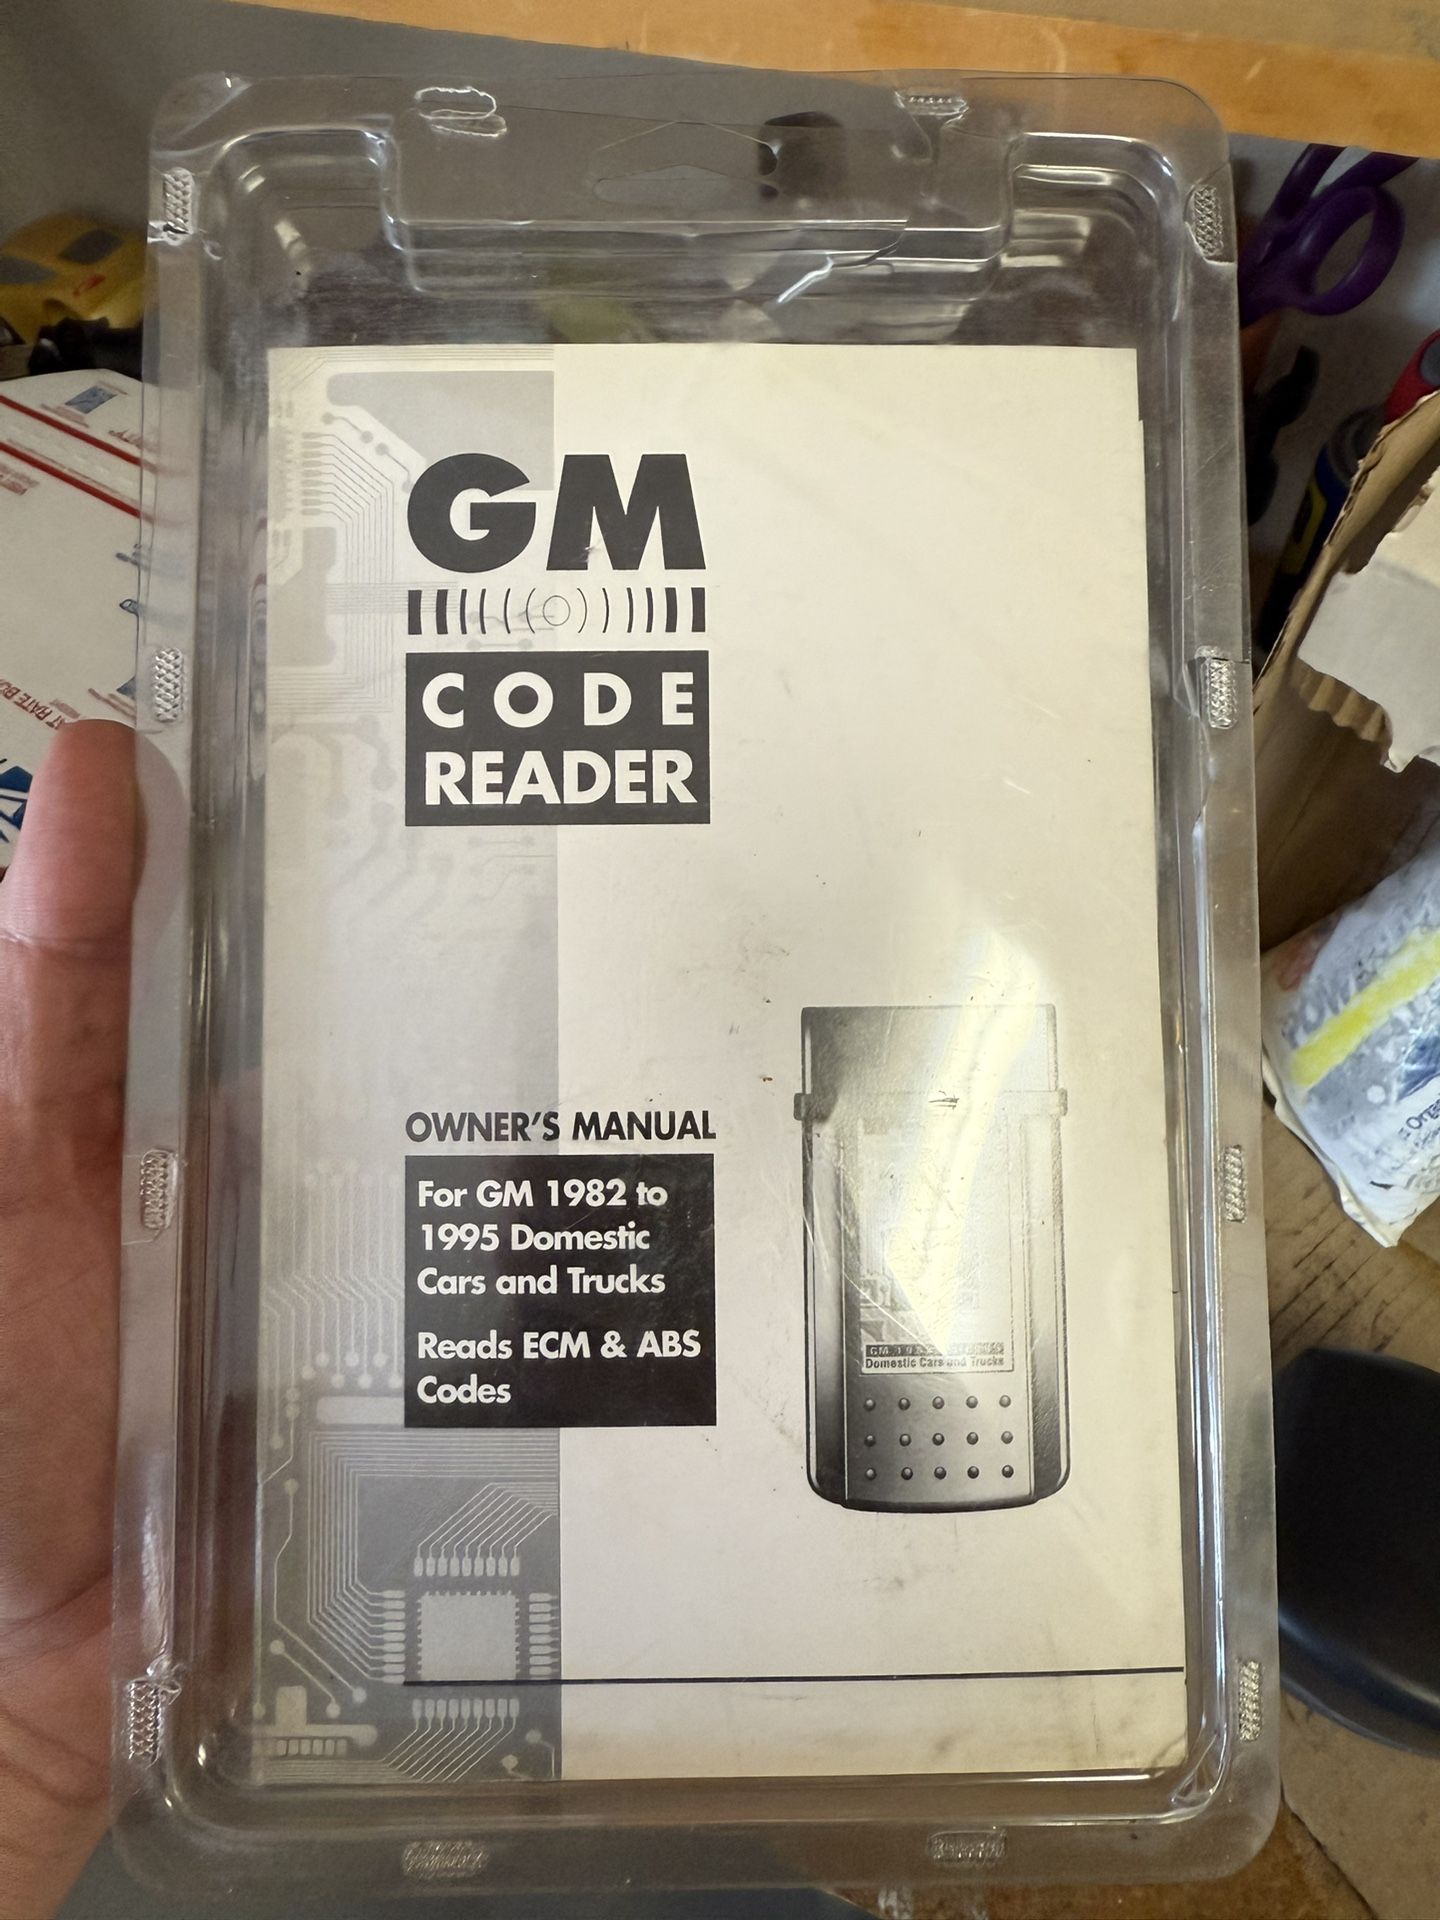 GM
CODE
READER
OWNER'S MANUAL
For GM 1982 to
1995 Domestic
Cars and Trucks
Reads ECM & ABS
Codes
GM
Domestic Cars and Trucks